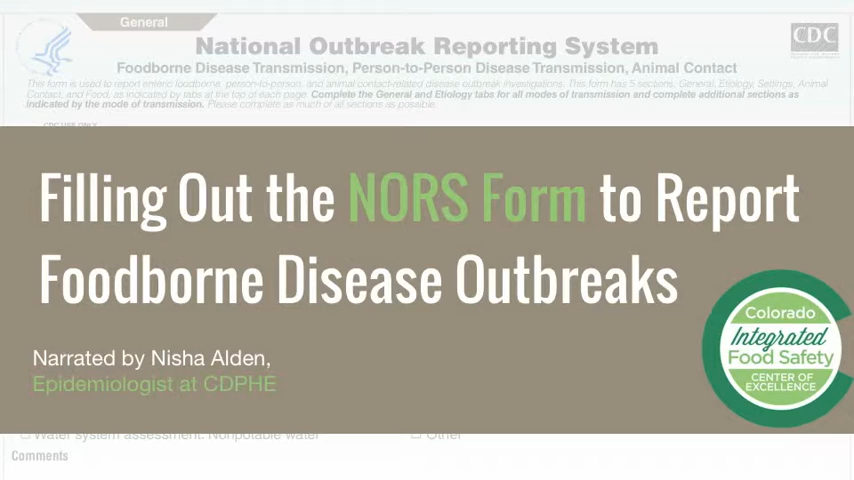 General
National Outbreak Reporting System
CDC
Foodborne Disease Transmission, Person-to-Person Disease Transmission, Animal Contact
This form is used to report enteric foodborne, person-to-person, and animal contact-related disease outbreak investigations. This form has 5 sections, General, Etiology, Settings, Animal
Contact, and Food, as indicated by tabs at the top of each page. Complete the General and Etiology tabs for all modes of transmission and complete additional sections as
indicated by the mode of transmission. Please complete as much of all sections as possible.
CDC USE ONLY
Filling Out the NORS Form to Report
Foodborne Disease Outbreaks
Narrated by Nisha Alden,
Epidemiologist at CDPHE
Colorado
Integrated
Food Safety
CENTER OF
EXCELLENCE
Water system assessment: Nonpotable water
Other
Comments